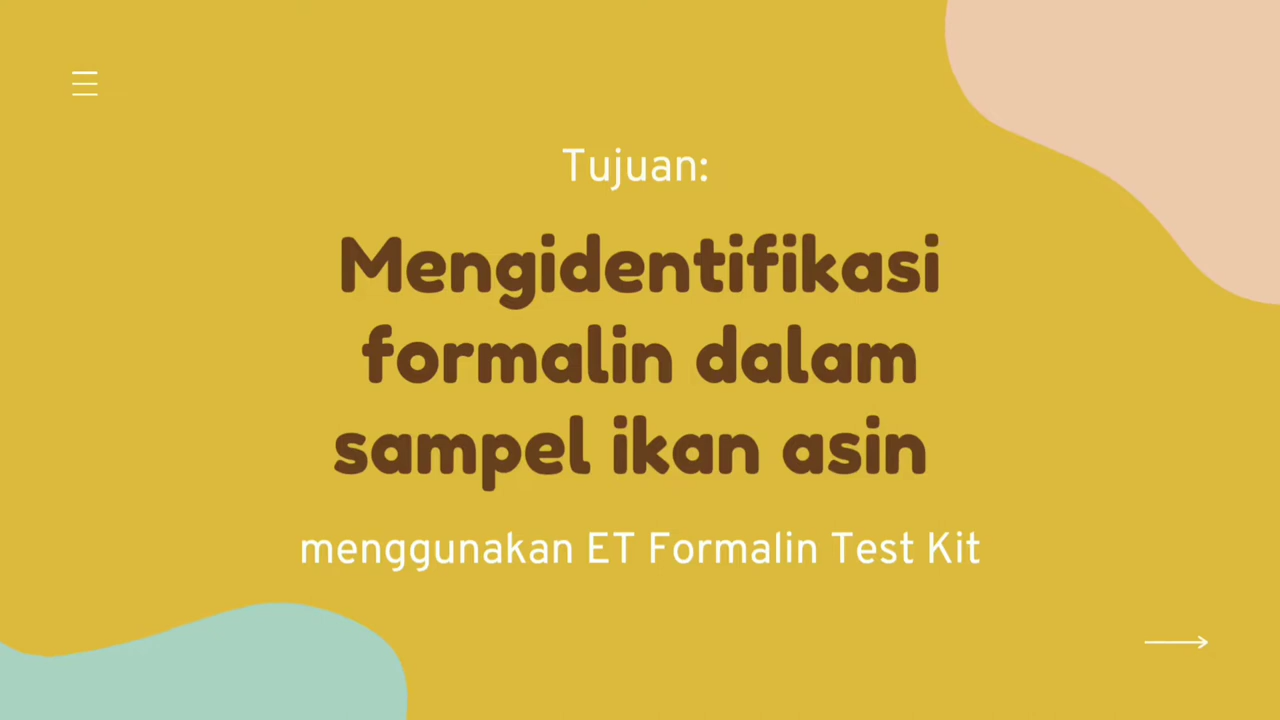 Tujuan:
Mengidentifikasi
formalin dalam
sampel ikan asin
menggunakan ET Formalin Test Kit